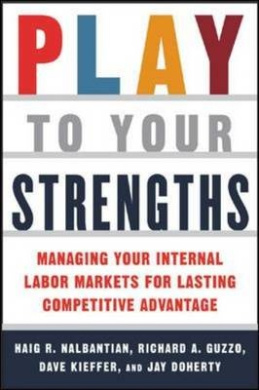 PLAY
TO YOUR
STRENGTHS
MANAGING YOUR INTERNAL
LABOR MARKETS FOR LASTING
COMPETITIVE ADVANTAGE
HAIG R. NALBANTIAN, RICHARD A. GUZZO,
DAVE KIEFFER, AND JAY DOHERTY